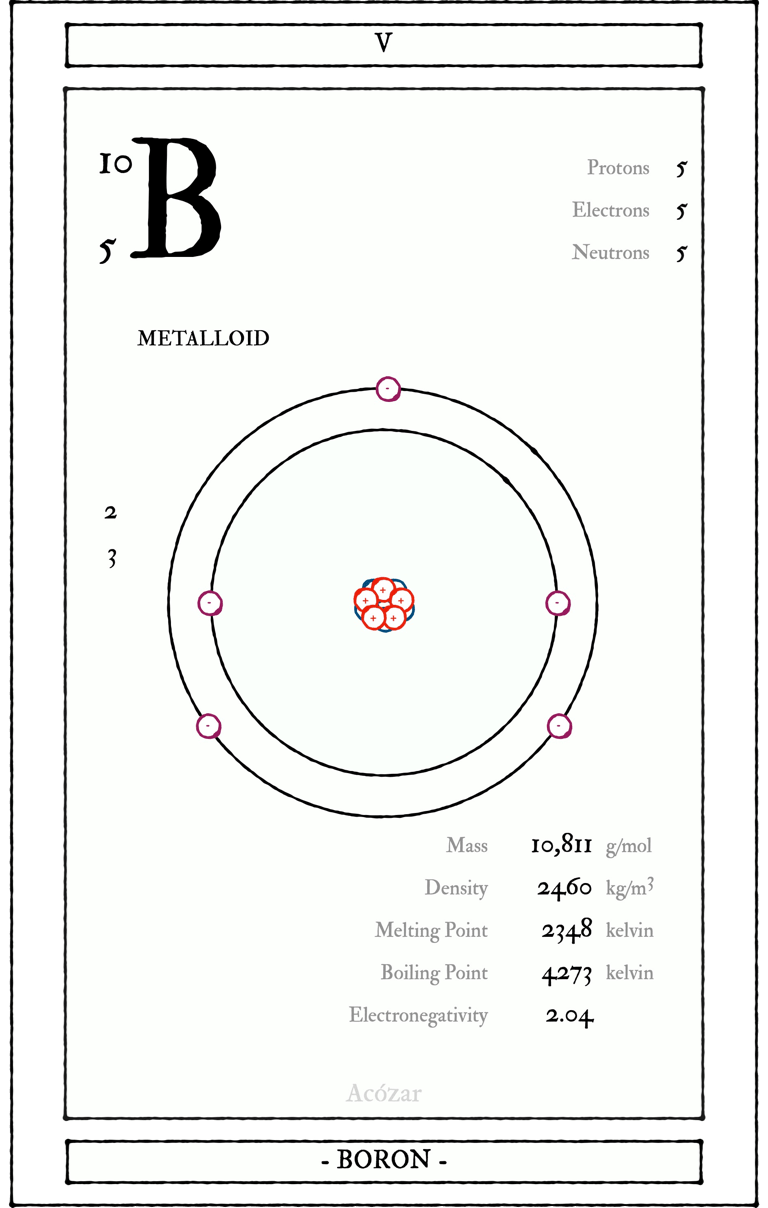 V
10
B
5
Protons 5
Electrons 5
Neutrons 5
METALLOID
-
2
3
+
+ +
- -
+ +
- -
Mass 10,811 g/mol
Density 2460 kg/m³
Melting Point 2348 kelvin
Boiling Point 4273 kelvin
Electronegativity 2.04
Acózar
- BORON -